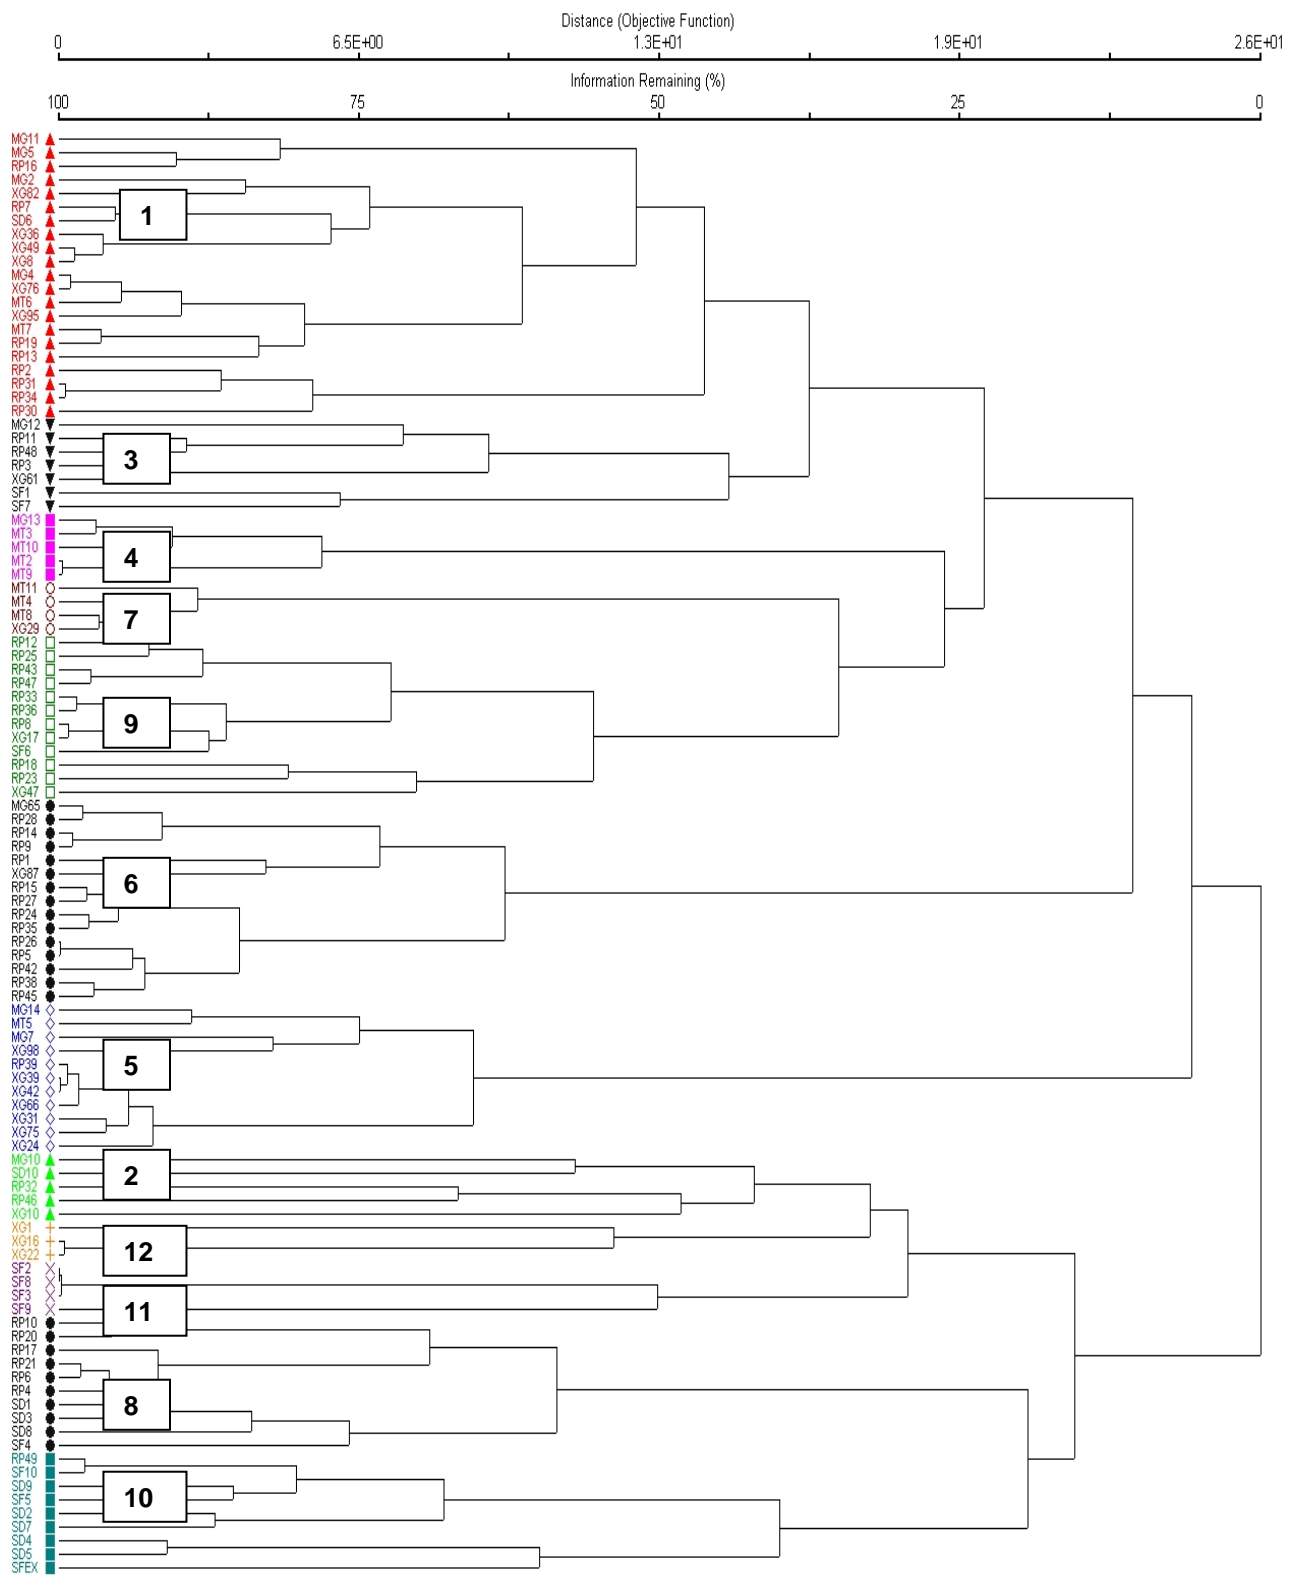 Distance (Objective Function)
0 6.5E+00 1.3E+01 1.9E+01 2.6E+01
Information Remaining (%)
100 75 50 25 0
MG11
MG5
RP16
MG2
XG82
RP7
1
SD6
XG36
XG49
XG8
MG4
XG76
MT6
XG95
MT7
RP19
RP13
RP2
RP31
RP34
RP30
MG12
RP11
RP48
3
RP3
XG61
SF1
SF7
MG13
MT3
MT10
4
MT2
MT9
MT11
MT4
MT8
7
XG29
RP12
RP25
RP43
RP47
RP33
RP36
RP8
9
XG17
SF6
RP18
RP23
XG47
MG65
RP28
RP14
RP9
RP1
XG87
6
RP15
RP27
RP24
RP35
RP26
RP5
RP42
RP38
RP45
MG14
MT5
MG7
XG98
RP39
5
XG39
XG42
XG66
XG31
XG75
XG24
MG10
SD10
2
RP32
RP46
XG10
XG1
XG16
12
XG22
SF2
SF8
SF3
SF9
11
RP10
RP20
RP17
RP21
RP6
RP4
SD1
8
SD3
SD8
SF4
RP49
SF10
SD9
SF5
10
SD2
SD7
SD4
SD5
SFEX